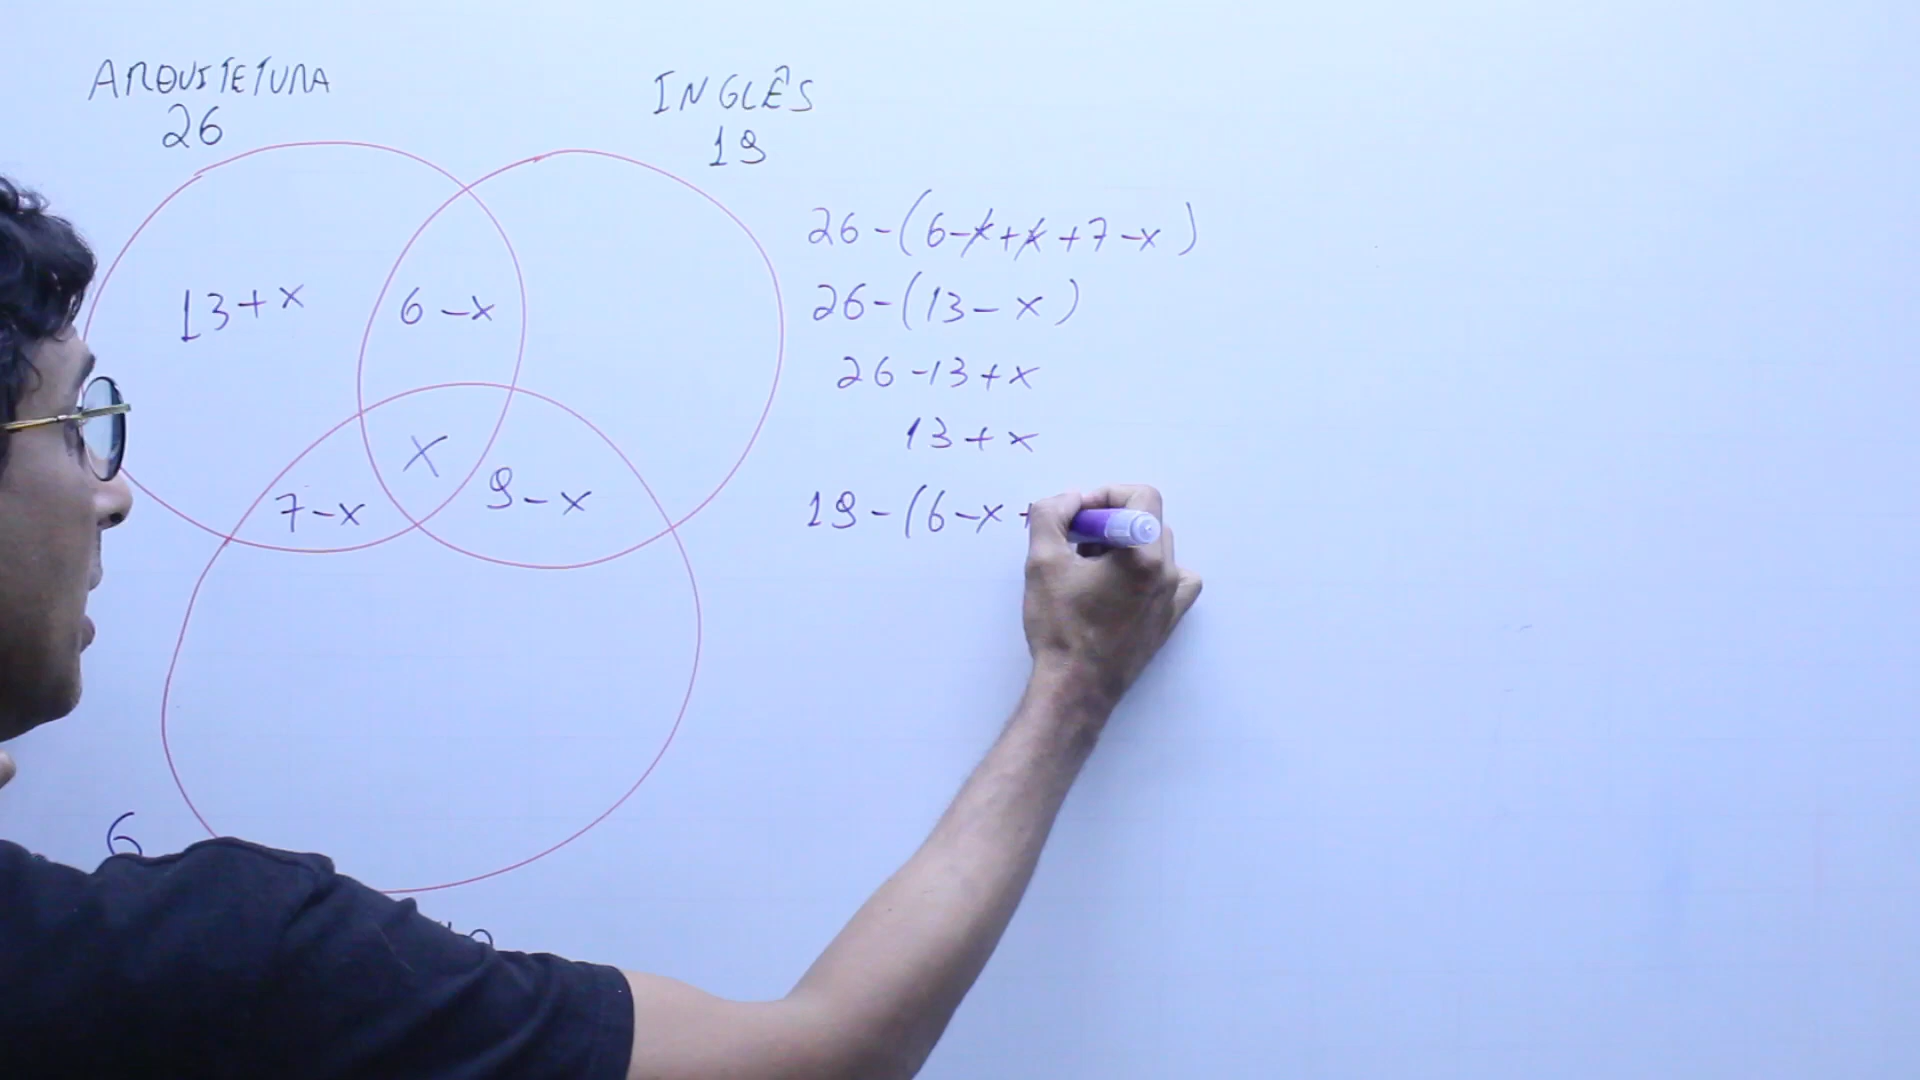 ARQUITETURA
26
INGLÊS
19
13+x
6-x
x
7-x
9-x
6
26-(6-x+x+7-x)
26-(13-x)
26-13+x
13+x
19-(6-x+